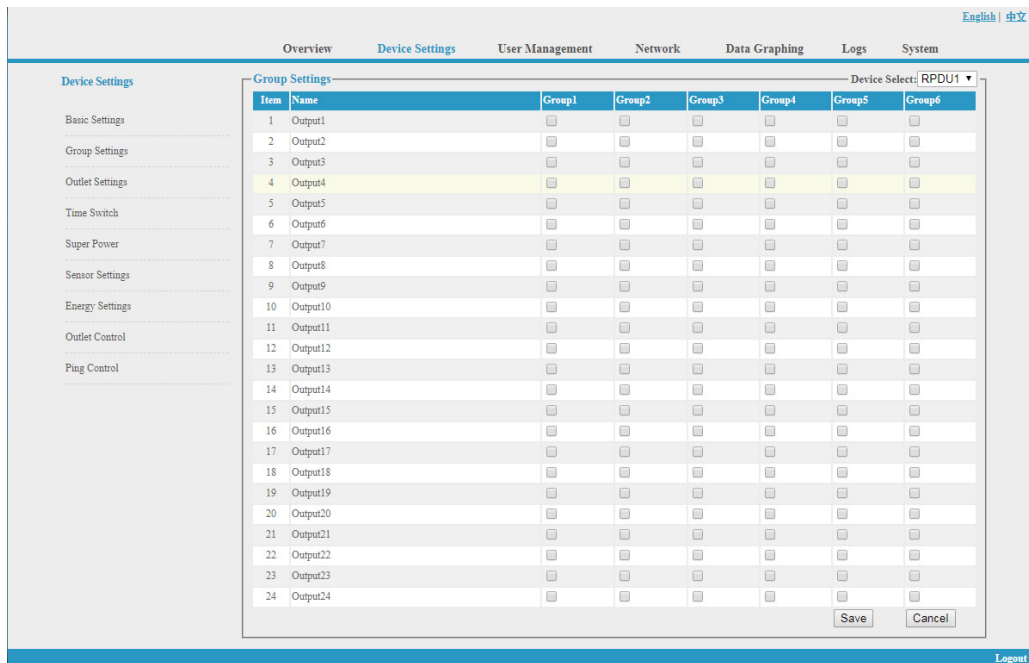 English | 中文
Overview Device Settings User Management Network Data Graphing Logs System
Device Settings
Basic Settings
Group Settings
Outlet Settings
Time Switch
Super Power
Sensor Settings
Energy Settings
Outlet Control
Ping Control
Group Settings Device Select: RPDU1
Item Name Group1 Group2 Group3 Group4 Group5 Group6
1 Output1
2 Output2
3 Output3
4 Output4
5 Output5
6 Output6
7 Output7
8 Output8
9 Output9
10 Output10
11 Output11
12 Output12
13 Output13
14 Output14
15 Output15
16 Output16
17 Output17
18 Output18
19 Output19
20 Output20
21 Output21
22 Output22
23 Output23
24 Output24
Save Cancel
Logout